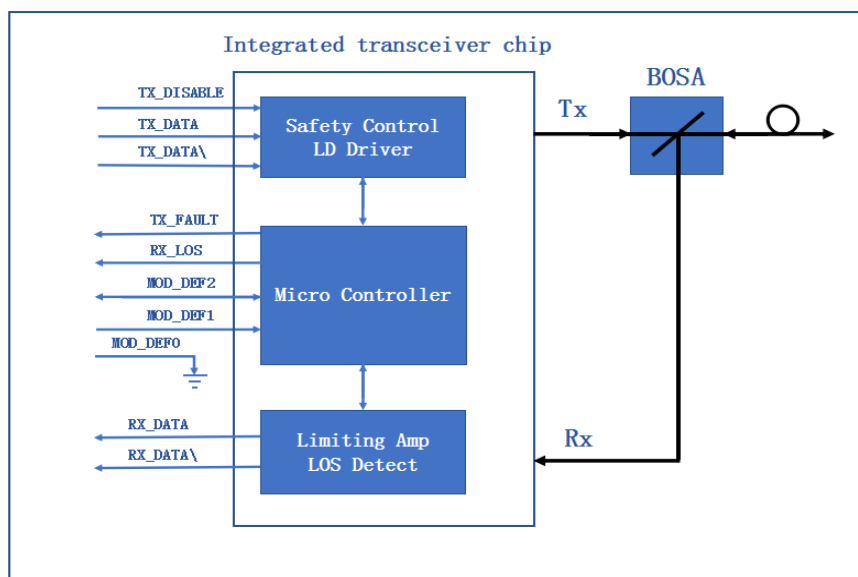 Integrated transceiver chip
BOSA
TX_DISABLE
TX_DATA
TX_DATA\
Safety Control
LD Driver
Tx
TX_FAULT
RX_LOS
MOD_DEF2
MOD_DEF1
MOD_DEF0
Micro Controller
RX_DATA
RX_DATA\
Limiting Amp
LOS Detect
Rx